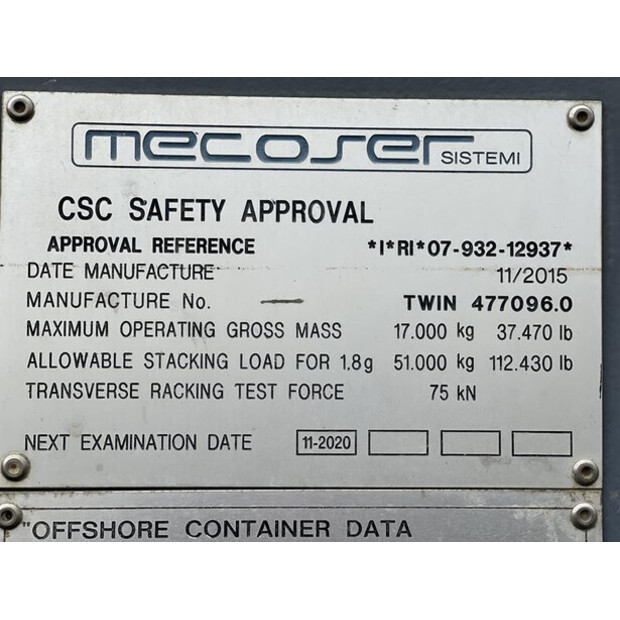 mecoser SISTEMI
CSC SAFETY APPROVAL
APPROVAL REFERENCE *I*RI*07-932-12937*
DATE MANUFACTURE 11/2015
MANUFACTURE No. TWIN 477096.0
MAXIMUM OPERATING GROSS MASS 17.000 kg 37.470 lb
ALLOWABLE STACKING LOAD FOR 1.8g 51.000 kg 112.430 lb
TRANSVERSE RACKING TEST FORCE 75 kN
NEXT EXAMINATION DATE 11-2020
"OFFSHORE CONTAINER DATA